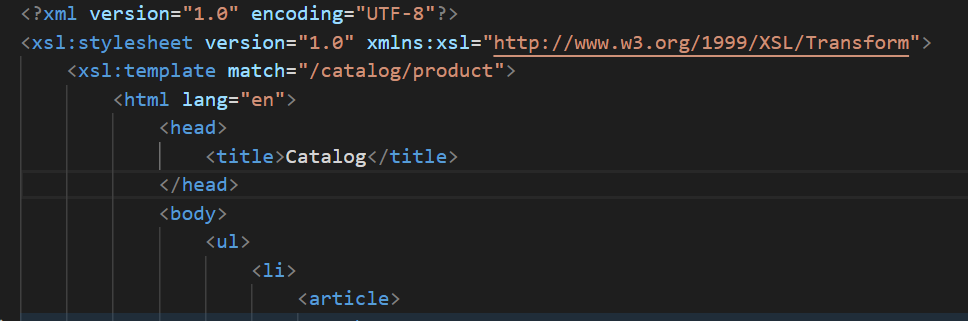 <?xml version="1.0" encoding="UTF-8"?>
<xsl:stylesheet version="1.0" xmlns:xsl="http://www.w3.org/1999/XSL/Transform">
<xsl:template match="/catalog/product">
<html lang="en">
<head>
<title>Catalog</title>
</head>
<body>
<ul>
<li>
<article>